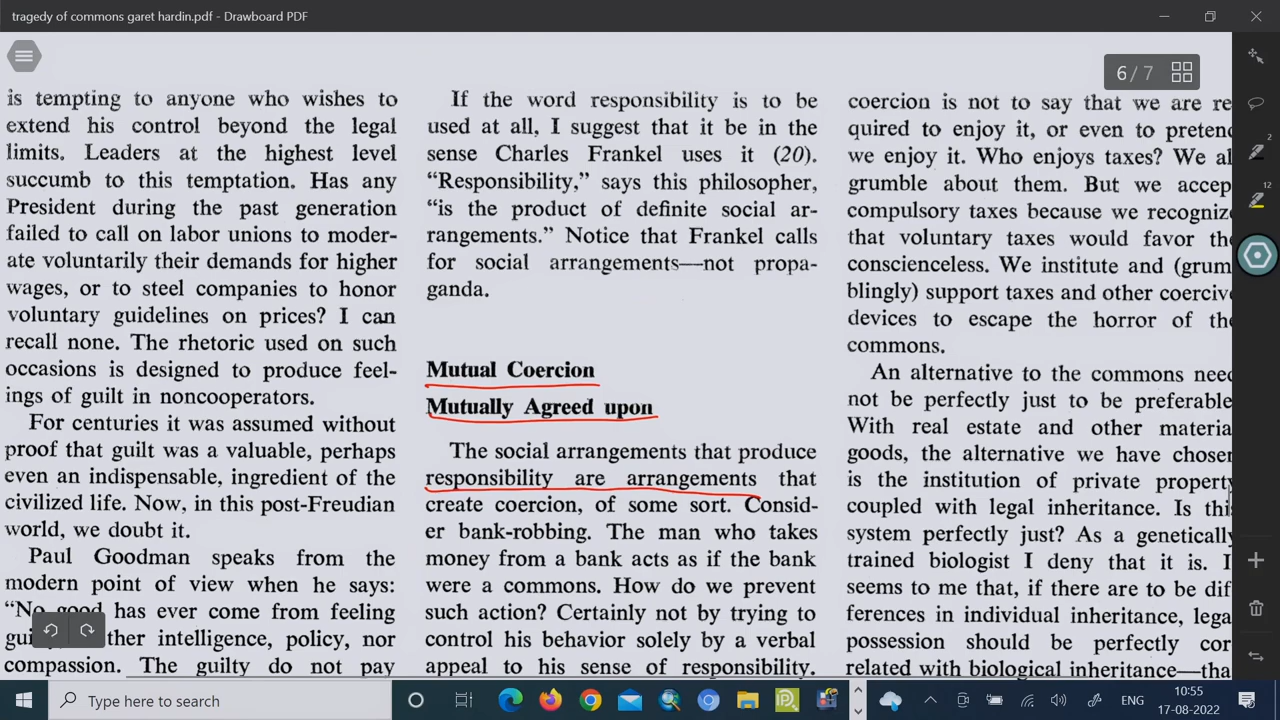 tragedy of commons garet hardin.pdf - Drawboard PDF
6 / 7
is tempting to anyone who wishes to
extend his control beyond the legal
limits. Leaders at the highest level
succumb to this temptation. Has any
President during the past generation
failed to call on labor unions to moder-
ate voluntarily their demands for higher
wages, or to steel companies to honor
voluntary guidelines on prices? I can
recall none. The rhetoric used on such
occasions is designed to produce feel-
ings of guilt in noncooperators.
For centuries it was assumed without
proof that guilt was a valuable, perhaps
even an indispensable, ingredient of the
civilized life. Now, in this post-Freudian
world, we doubt it.
Paul Goodman speaks from the
modern point of view when he says:
“No good has ever come from feeling
intelligence, policy, nor
compassion. The guilty do not pay
If the word responsibility is to be
used at all, I suggest that it be in the
sense Charles Frankel uses it (20).
“Responsibility,” says this philosopher,
“is the product of definite social ar-
rangements.” Notice that Frankel calls
for social arrangements—not propa-
ganda.
Mutual Coercion
Mutually Agreed upon
The social arrangements that produce
responsibility are arrangements that
create coercion, of some sort. Consid-
er bank-robbing. The man who takes
money from a bank acts as if the bank
were a commons. How do we prevent
such action? Certainly not by trying to
control his behavior solely by a verbal
appeal to his sense of responsibility.
coercion is not to say that we are re
quired to enjoy it, or even to pretend
we enjoy it. Who enjoys taxes? We al
grumble about them. But we accep
compulsory taxes because we recogniz
that voluntary taxes would favor the
conscienceless. We institute and (grum
blingly) support taxes and other coerciv
devices to escape the horror of the
commons.
An alternative to the commons need
not be perfectly just to be preferable
With real estate and other materia
goods, the alternative we have chosen
is the institution of private property
coupled with legal inheritance. Is this
system perfectly just? As a genetically
trained biologist I deny that it is. I
seems to me that, if there are to be dif
ferences in individual inheritance, lega
possession should be perfectly cor
related with biological inheritance—tha
2
12
Type here to search
ENG
10:55
17-08-2022